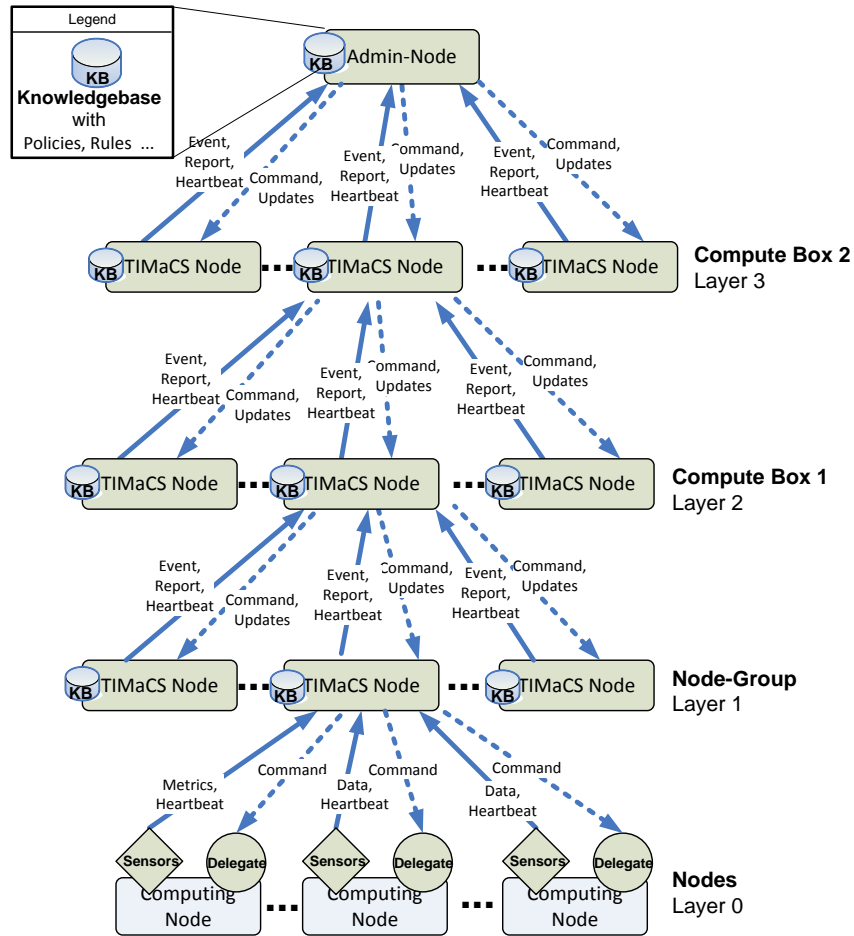 Legend
KB
Knowledgebase
with
Policies, Rules ...
KB
Admin-Node
Event,
Report,
Heartbeat
Command,
Updates
Event,
Report,
Heartbeat
Command,
Updates
Event,
Report,
Heartbeat
Command,
Updates
KB
TIMaCS Node
KB
TIMaCS Node
KB
TIMaCS Node
Compute Box 2
Layer 3
Event,
Report,
Heartbeat
Command,
Updates
Event,
Report,
Heartbeat
Command,
Updates
Event,
Report,
Heartbeat
Command,
Updates
KB
TIMaCS Node
KB
TIMaCS Node
KB
TIMaCS Node
Compute Box 1
Layer 2
Event,
Report,
Heartbeat
Command,
Updates
Event,
Report,
Heartbeat
Command,
Updates
Event,
Report,
Heartbeat
Command,
Updates
KB
TIMaCS Node
KB
TIMaCS Node
KB
TIMaCS Node
Node-Group
Layer 1
Metrics,
Heartbeat
Command
Data,
Heartbeat
Command
Data,
Heartbeat
Command
Sensors
Delegate
Sensors
Delegate
Sensors
Delegate
Computing
Node
Computing
Node
Computing
Node
Nodes
Layer 0